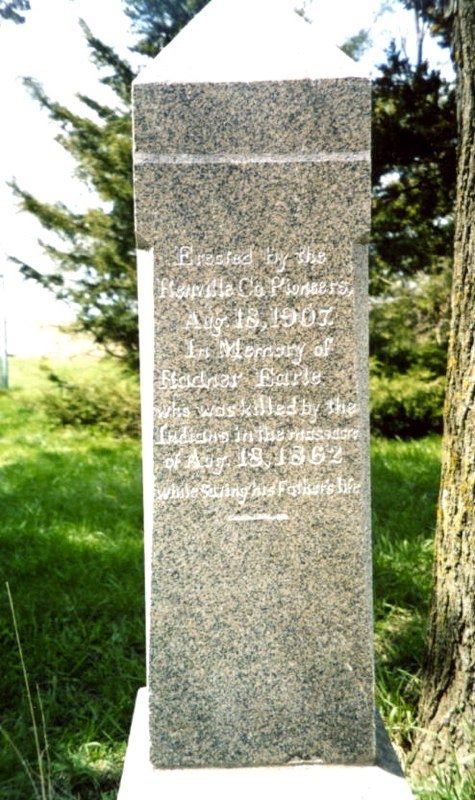 Erected by the
Renville Co. Pioneers,
Aug. 18, 1907.
In Memory of
Radner Earle
who was killed by the
Indians in the massacre
of Aug. 18, 1862
while saving his Father's life